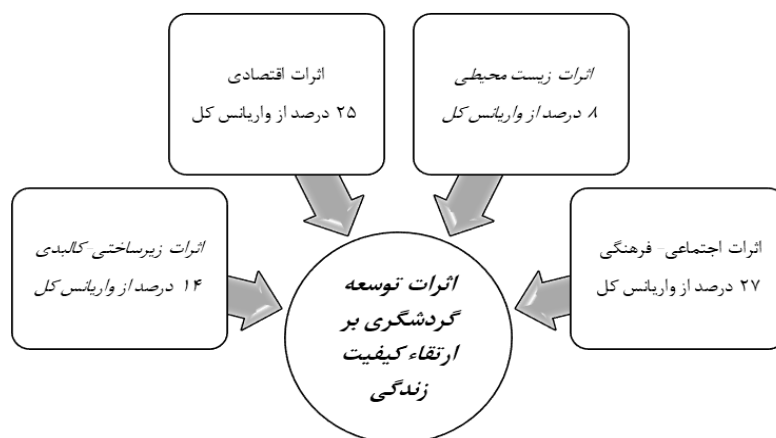 اثرات زیست محیطی
۸ درصد از واریانس کل
اثرات اقتصادی
۲۵ درصد از واریانس کل
اثرات اجتماعی- فرهنگی
۲۷ درصد از واریانس کل
اثرات زیرساختی-کالبدی
۱۴ درصد از واریانس کل
اثرات توسعه
گردشگری بر
ارتقاء کیفیت
زندگی